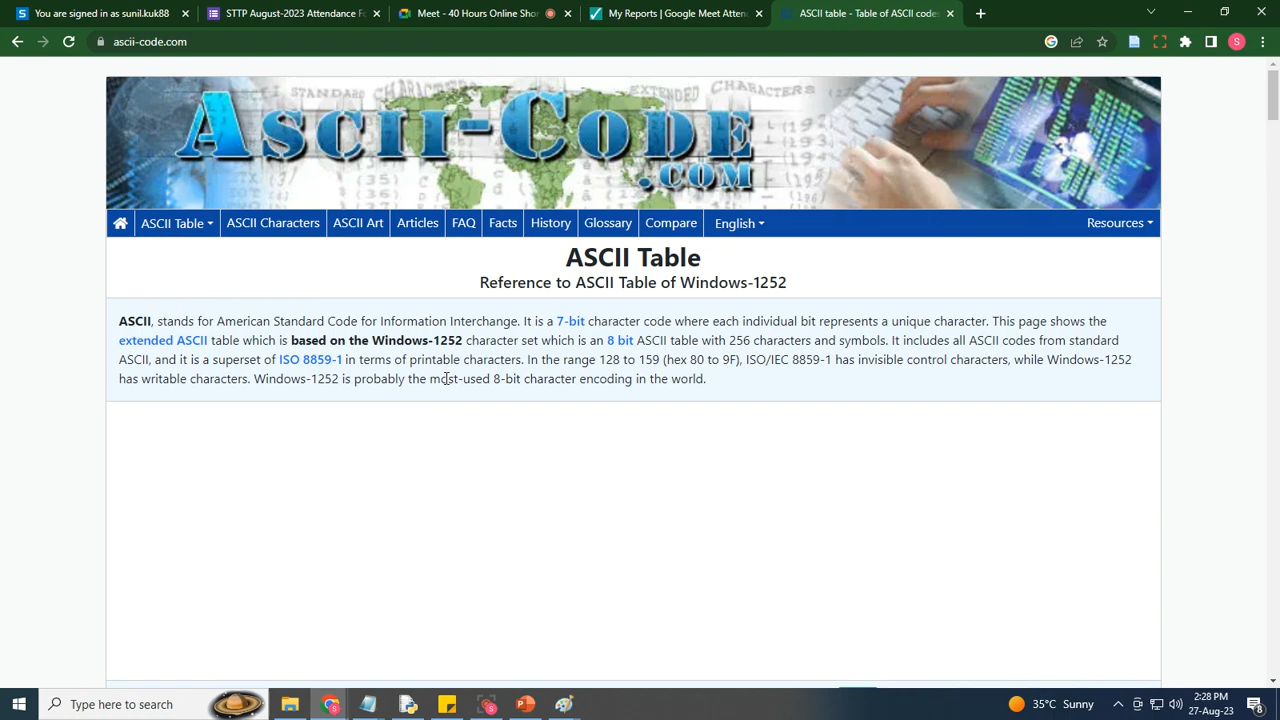 You are signed in as sunil.kuk88
STTP August-2023 Attendance Fo
Meet - 40 Hours Online Shor
My Reports | Google Meet Atten
ASCII table - Table of ASCII codes
ascii-code.com
STANDARD CHARACTERS
EXTENDED CHARACTERS
ASCII-CODE
.COM
ASCII Table
ASCII Characters
ASCII Art
Articles
FAQ
Facts
History
Glossary
Compare
English
Resources
ASCII Table
Reference to ASCII Table of Windows-1252
ASCII, stands for American Standard Code for Information Interchange. It is a 7-bit character code where each individual bit represents a unique character. This page shows the
extended ASCII table which is based on the Windows-1252 character set which is an 8 bit ASCII table with 256 characters and symbols. It includes all ASCII codes from standard
ASCII, and it is a superset of ISO 8859-1 in terms of printable characters. In the range 128 to 159 (hex 80 to 9F), ISO/IEC 8859-1 has invisible control characters, while Windows-1252
has writable characters. Windows-1252 is probably the most-used 8-bit character encoding in the world.
Type here to search
35°C Sunny
2:28 PM
27-Aug-23
8